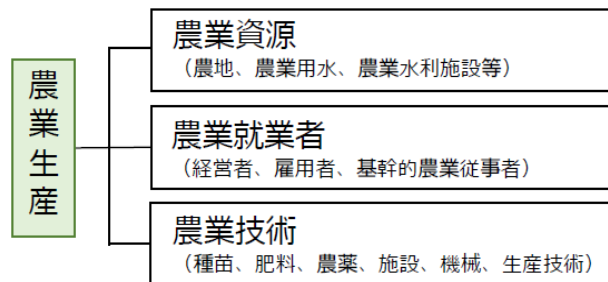 農業生産
農業資源
（農地、農業用水、農業水利施設等）
農業就業者
（経営者、雇用者、基幹的農業従事者）
農業技術
（種苗、肥料、農薬、施設、機械、生産技術）